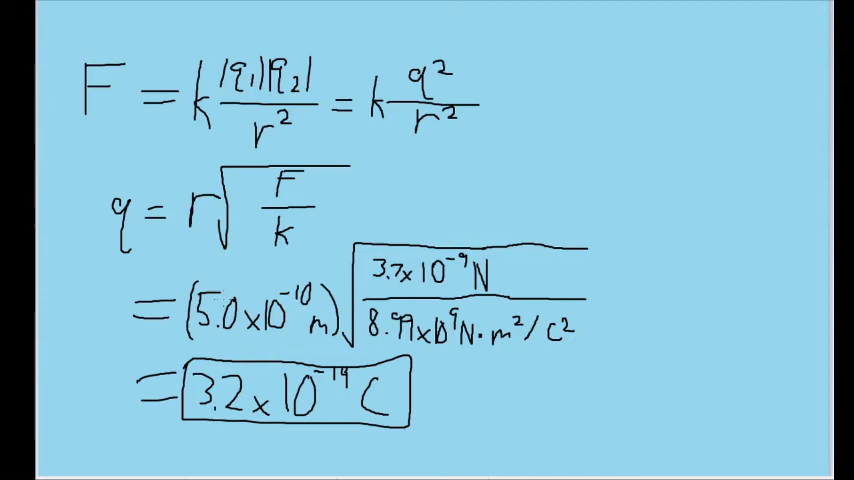 F = k |q₁||q₂| / r² = k q² / r²
q = r √(F / k)
= (5.0 x 10⁻¹⁰ m) √(3.7 x 10⁻⁹ N / 8.99 x 10⁹ N · m² / C²)
= 3.2 x 10⁻¹⁹ C